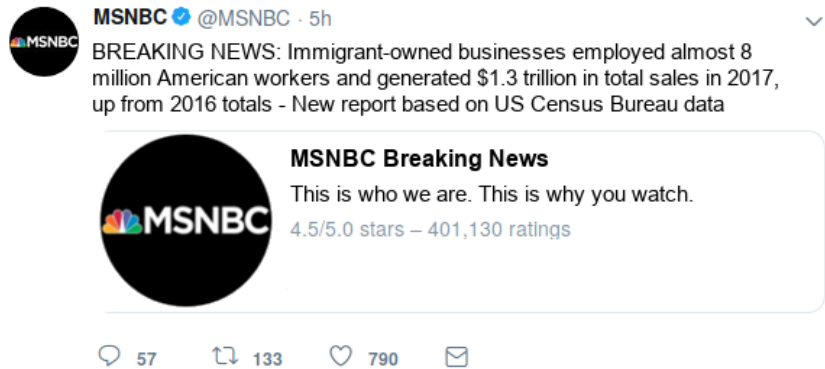 MSNBC @MSNBC · 5h
MSNBC
BREAKING NEWS: Immigrant-owned businesses employed almost 8
million American workers and generated $1.3 trillion in total sales in 2017,
up from 2016 totals - New report based on US Census Bureau data
MSNBC
MSNBC Breaking News
This is who we are. This is why you watch.
4.5/5.0 stars – 401,130 ratings
57 133 790